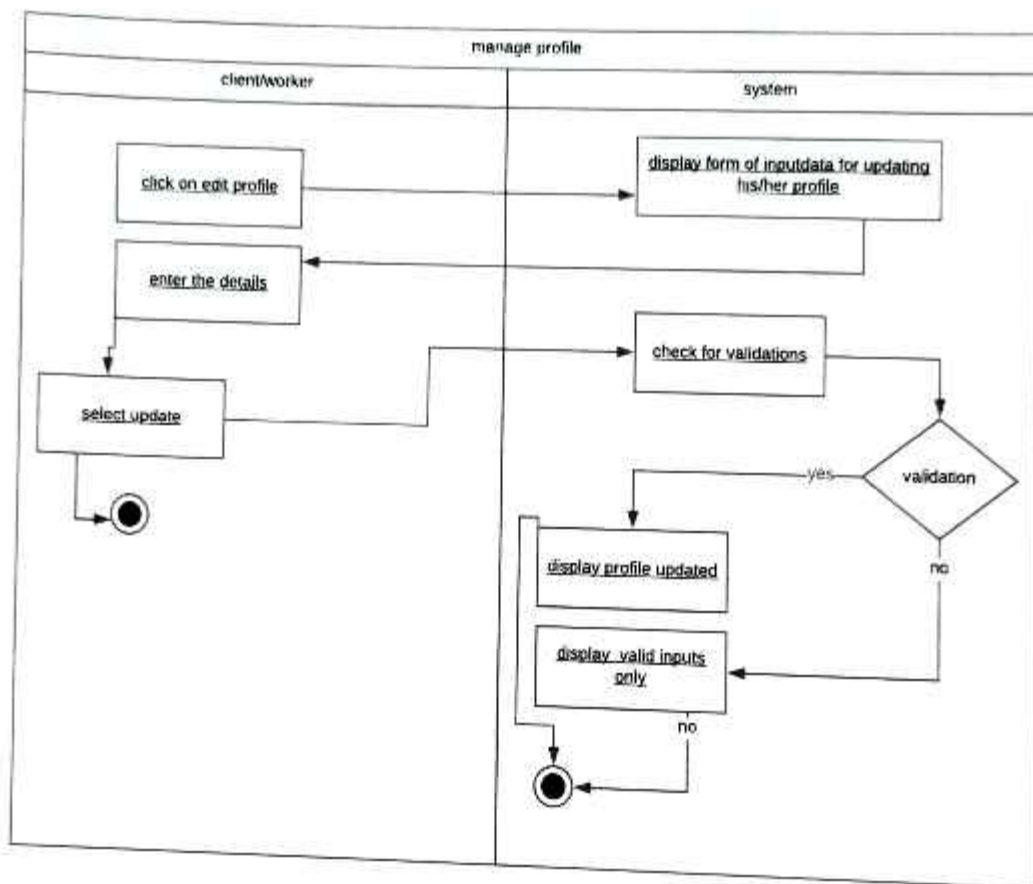 manage profile
client/worker
system
click on edit profile
display form of inputdata for updating
his/her profile
enter the details
check for validations
select update
validation
yes
no
display profile updated
display valid inputs
only
no